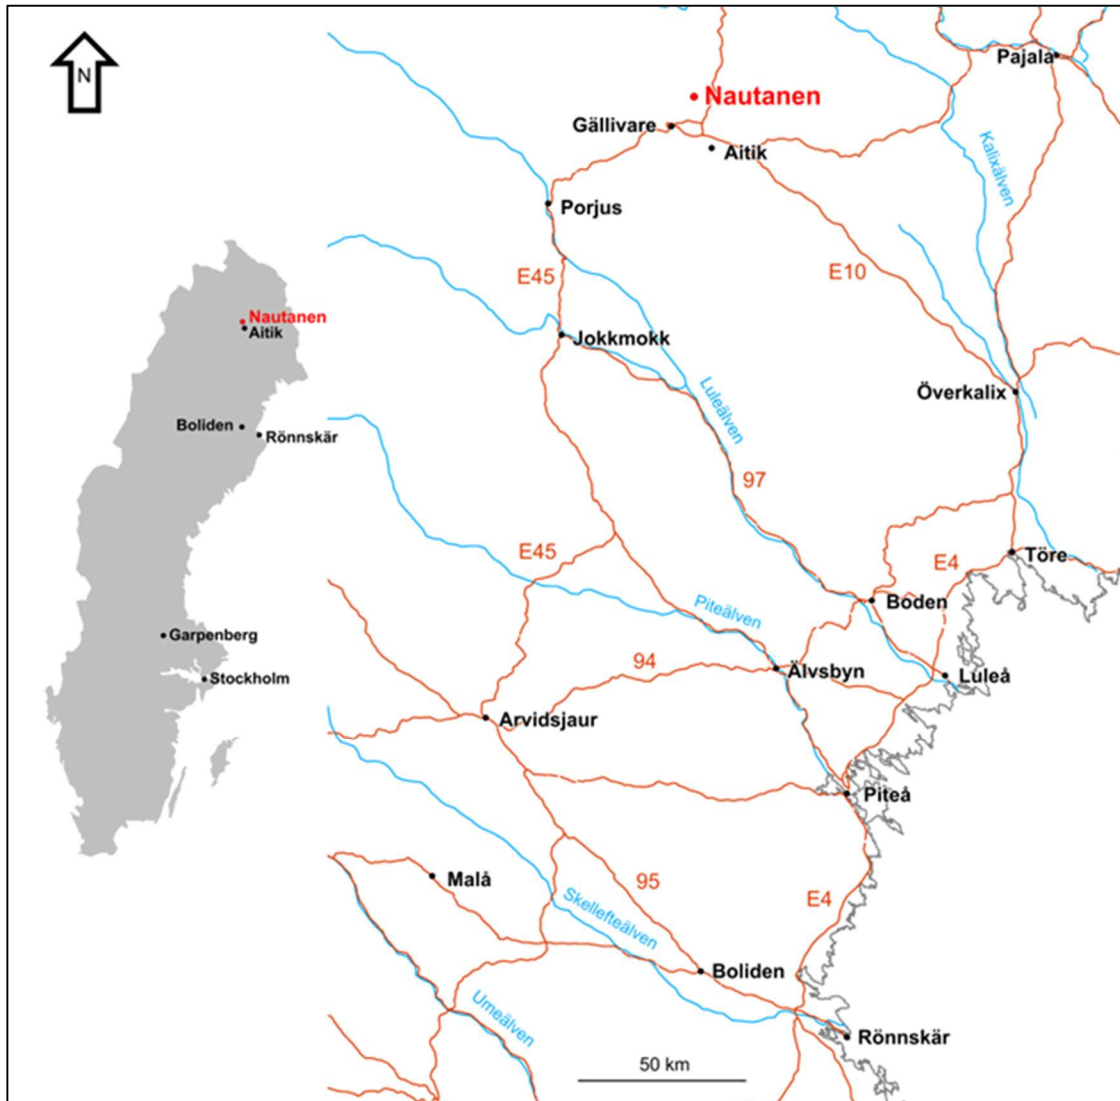 N
Nautanen
Aitik
Boliden
Rönnskär
Garpenberg
Stockholm
Pajala
Nautanen
Gällivare
Aitik
Kalixälven
Porjus
E45
E10
Jokkmokk
Luleälven
Överkalix
97
E45
E4
Töre
Piteälven
Boden
94
Älvsbyn
Luleå
Arvidsjaur
Piteå
Malå
95
E4
Skellefteälven
Boliden
Umeälven
Rönnskär
50 km